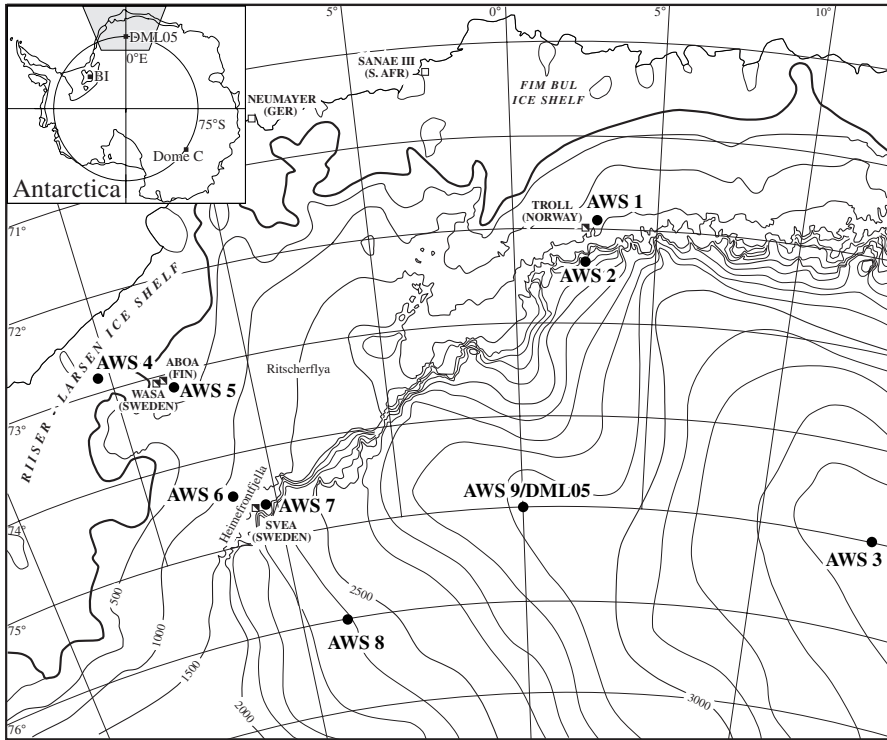 5°
0°
5°
10°
DML05
0°E
BI
75°S
Dome C
Antarctica
SANAE III
(S. AFR)
FIM BUL
ICE SHELF
NEUMAYER
(GER)
TROLL
(NORWAY)
AWS 1
AWS 2
71°
72°
73°
74°
75°
76°
RIISER - LARSEN ICE SHELF
AWS 4
ABOA
(FIN)
WASA
(SWEDEN)
AWS 5
Ritscherflya
AWS 6
Heimefrontfjella
AWS 7
SVEA
(SWEDEN)
AWS 9/DML05
AWS 3
AWS 8
500
1000
1500
2000
2500
3000